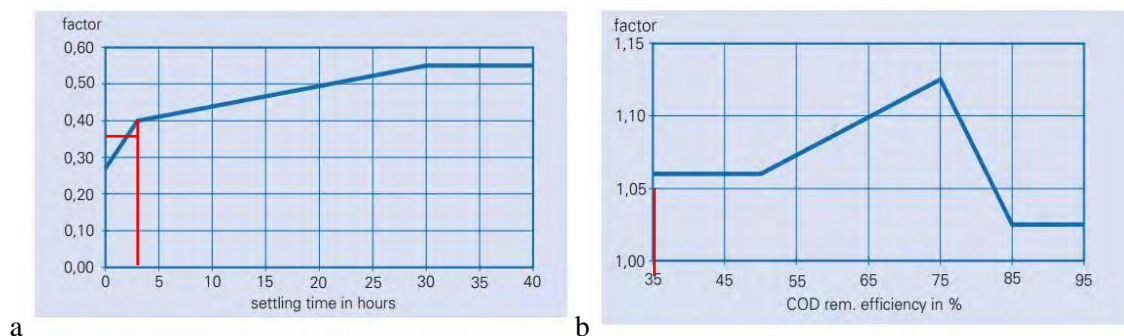 factor
0,60
0,50
0,40
0,30
0,20
0,10
0,00
0 5 10 15 20 25 30 35 40
settling time in hours
a
factor
1,15
1,10
1,05
1,00
35 45 55 65 75 85 95
COD rem. efficiency in %
b